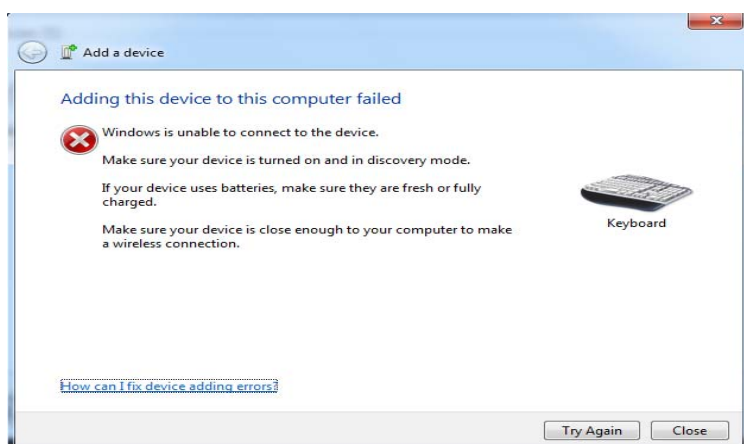 Add a device
Adding this device to this computer failed
Windows is unable to connect to the device.
Make sure your device is turned on and in discovery mode.
If your device uses batteries, make sure they are fresh or fully
charged.
Make sure your device is close enough to your computer to make
a wireless connection.
Keyboard
How can I fix device adding errors?
Try Again
Close